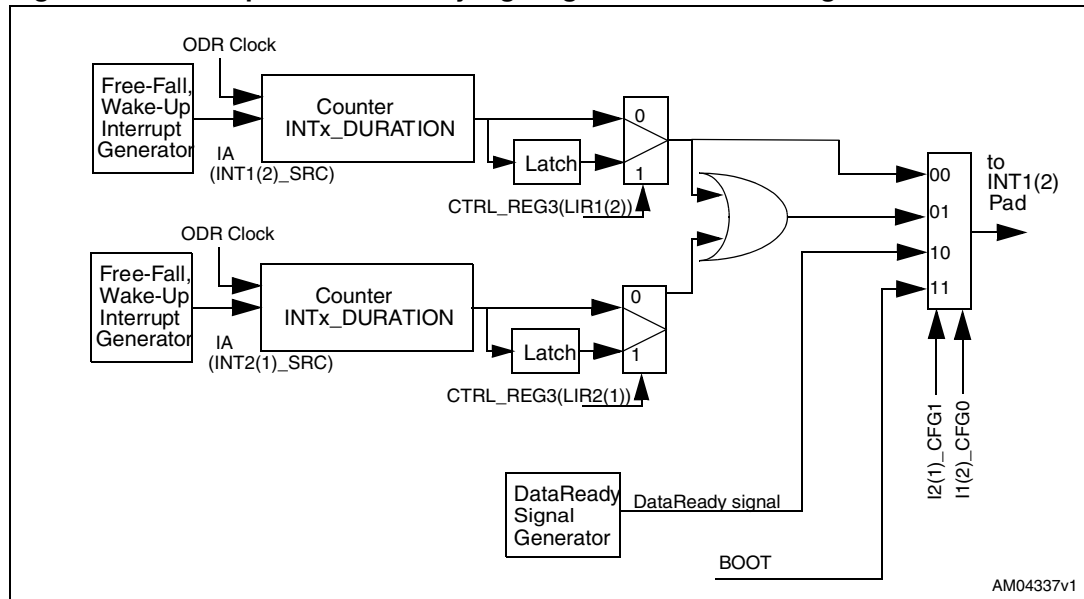 ODR Clock
Free-Fall,
Wake-Up
Interrupt
Generator
Counter
INTx_DURATION
IA
(INT1(2)_SRC)
Latch
0
1
CTRL_REG3(LIR1(2))
ODR Clock
Free-Fall,
Wake-Up
Interrupt
Generator
Counter
INTx_DURATION
IA
(INT2(1)_SRC)
Latch
0
1
CTRL_REG3(LIR2(1))
00
01
10
11
to
INT1(2)
Pad
I2(1)_CFG1
I1(2)_CFG0
DataReady
Signal
Generator
DataReady signal
BOOT
AM04337v1